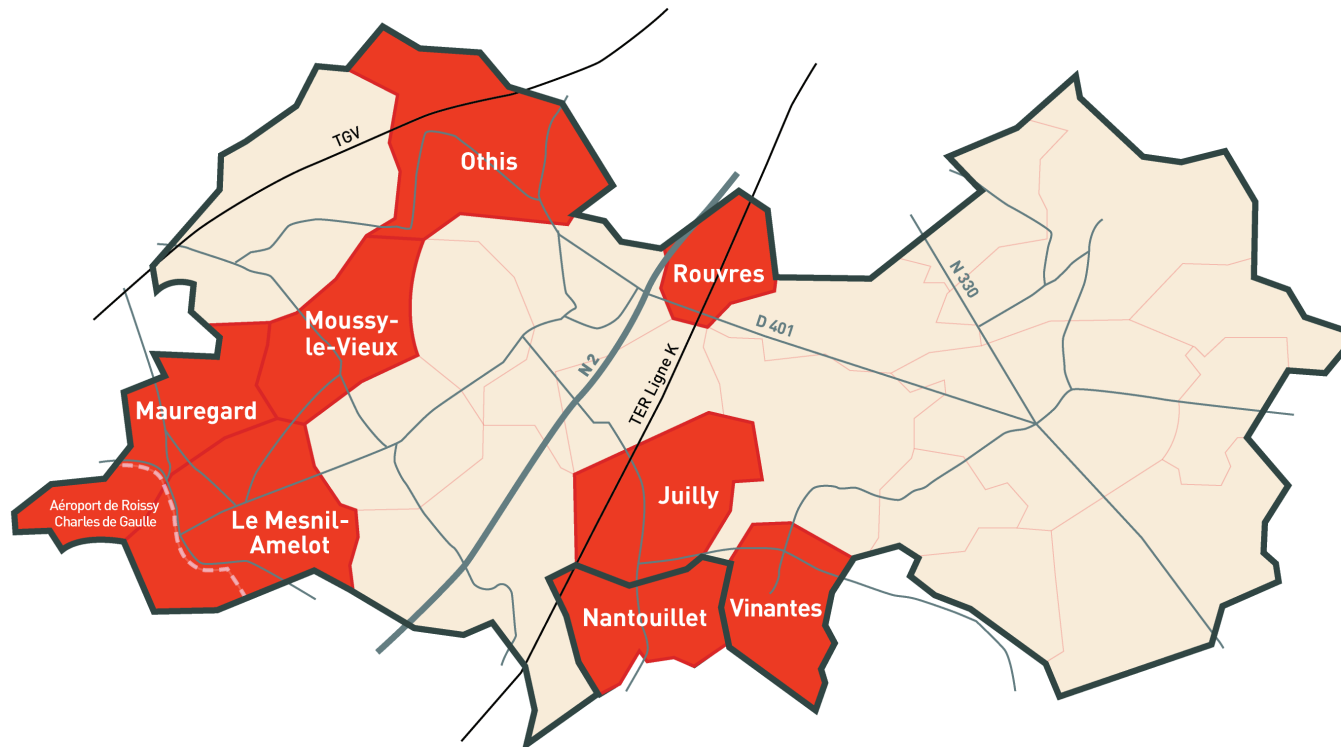 TGV
Othis
Rouvres
N 330
D 401
Moussy-
le-Vieux
N 2
TER Ligne K
Mauregard
Aéroport de Roissy
Charles de Gaulle
Le Mesnil-
Amelot
Juilly
Nantouillet
Vinantes